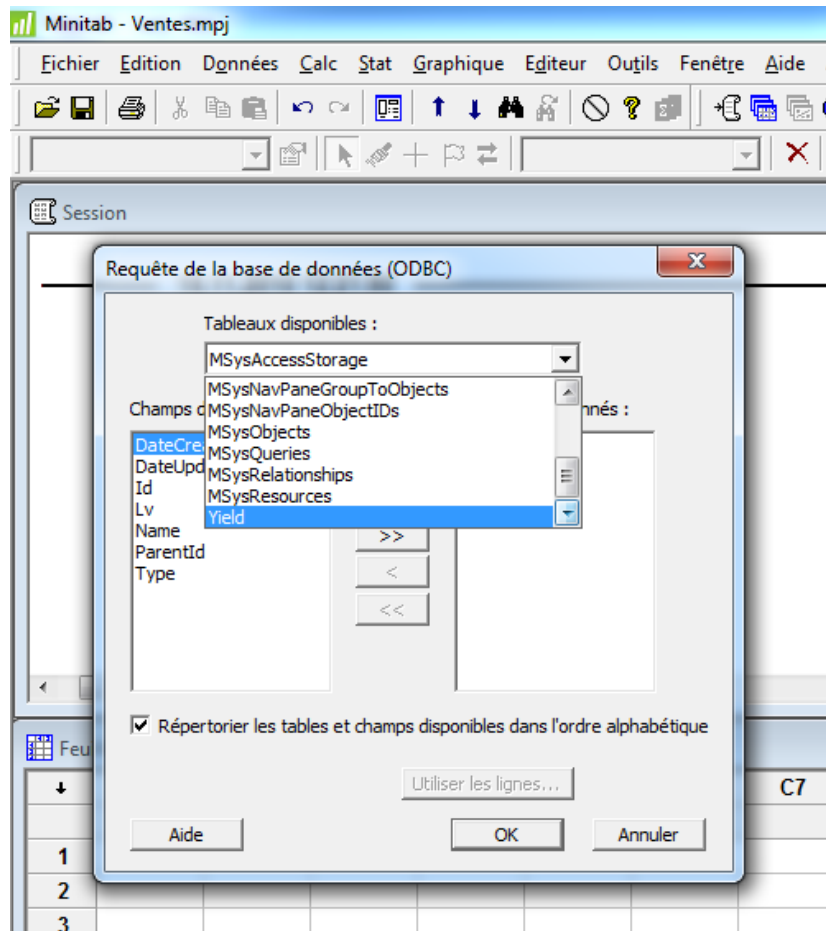 Minitab - Ventes.mpj
Fichier Edition Données Calc Stat Graphique Editeur Outils Fenêtre Aide
Session
Requête de la base de données (ODBC)
Tableaux disponibles :
MSysAccessStorage
MSysNavPaneGroupToObjects
MSysNavPaneObjectIDs
MSysObjects
MSysQueries
MSysRelationships
MSysResources
Yield
Champs d
nnés :
DateCre
DateUpd
Id
Lv
Name
ParentId
Type
>>
<
<<
Répertorier les tables et champs disponibles dans l'ordre alphabétique
Utiliser les lignes...
Aide OK Annuler
Feu
C7
1
2
3